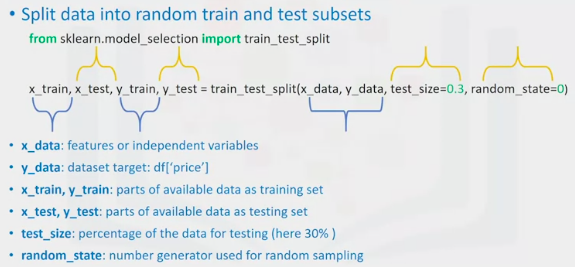 • Split data into random train and test subsets
from sklearn.model_selection import train_test_split
x_train, x_test, y_train, y_test = train_test_split(x_data, y_data, test_size=0.3, random_state=0)
• x_data: features or independent variables
• y_data: dataset target: df['price']
• x_train, y_train: parts of available data as training set
• x_test, y_test: parts of available data as testing set
• test_size: percentage of the data for testing (here 30% )
• random_state: number generator used for random sampling